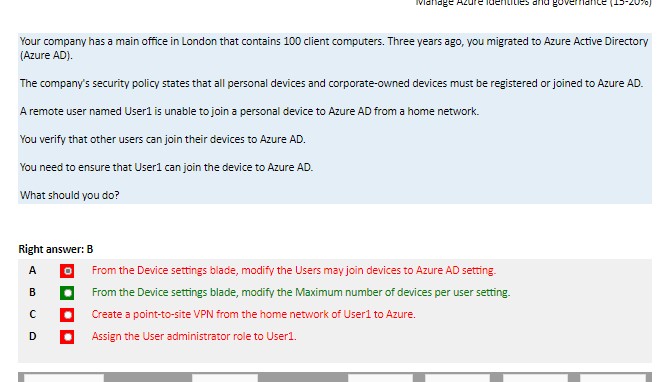 Manage Azure identities and governance (15-20%)
Your company has a main office in London that contains 100 client computers. Three years ago, you migrated to Azure Active Directory
(Azure AD).
The company's security policy states that all personal devices and corporate-owned devices must be registered or joined to Azure AD.
A remote user named User1 is unable to join a personal device to Azure AD from a home network.
You verify that other users can join their devices to Azure AD.
You need to ensure that User1 can join the device to Azure AD.
What should you do?
Right answer: B
A From the Device settings blade, modify the Users may join devices to Azure AD setting.
B From the Device settings blade, modify the Maximum number of devices per user setting.
C Create a point-to-site VPN from the home network of User1 to Azure.
D Assign the User administrator role to User1.